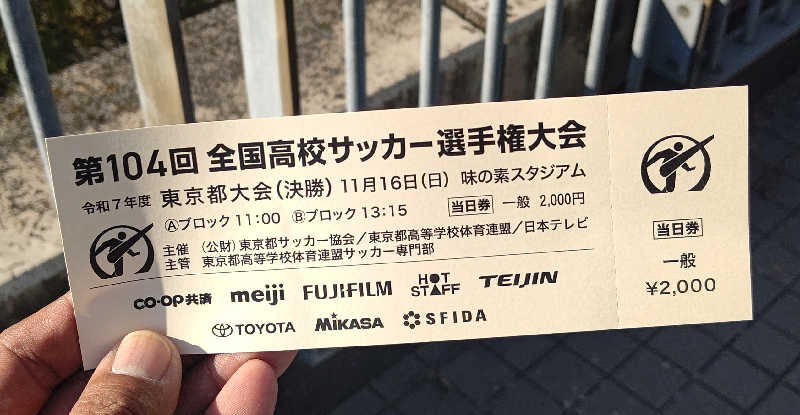 第104回 全国高校サッカー選手権大会
令和7年度 東京都大会(決勝) 11月16日(日) 味の素スタジアム
Ⓐブロック 11:00 Ⓑブロック 13:15 当日券 一般 2,000円
主催 (公財)東京都サッカー協会/東京都高等学校体育連盟/日本テレビ
主管 東京都高等学校体育連盟サッカー専門部
CO·OP共済 meiji FUJIFILM HOT STAFF TEIJIN
TOYOTA MIKASA SFIDA
当日券
一般
¥2,000